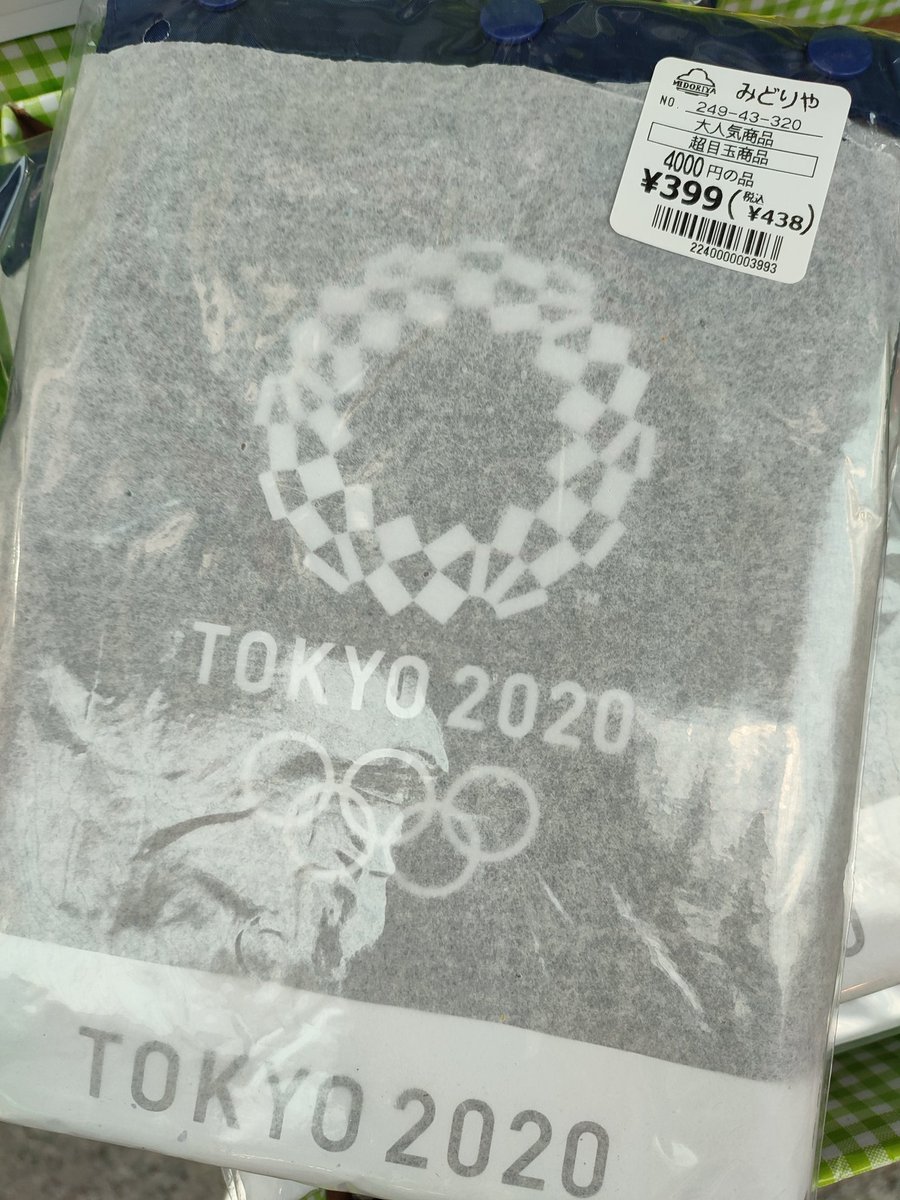 MIDORIYA みどりや
NO. 249-43-320
大人気商品
超目玉商品
4000円の品
¥399(税込¥438)
2240000003993
TM
TOKYO 2020
TOKYO 2020